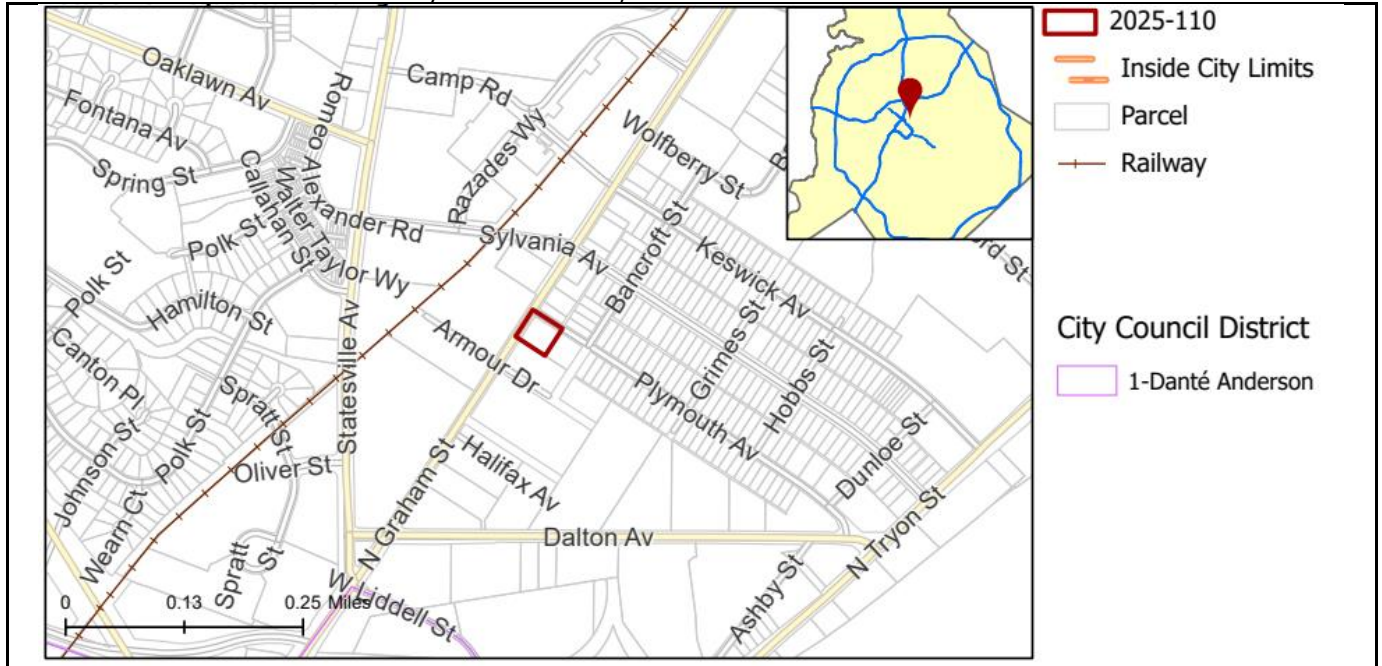 Oaklawn Av
Fontana Av
Spring St
Romeo Alexander Rd
Callahan St
Walter Taylor Wy
Camp Rd
Razades Wy
Wolfberry St
Polk St
Polk St
Hamilton St
Canton Pl
Johnson St
Polk St
Wearn Ct
Spratt St
Oliver St
Spratt St
Statesville Av
Sylvania Av
Bancroft St
Keswick Av
Grimes St
Hobbs St
Armour Dr
Plymouth Av
Dunloe St
N Graham St
Halifax Av
Dalton Av
N Tryon St
Ashby St
W Liddell St
0 0.13 0.25 Miles
2025-110
Inside City Limits
Parcel
Railway
City Council District
1-Danté Anderson